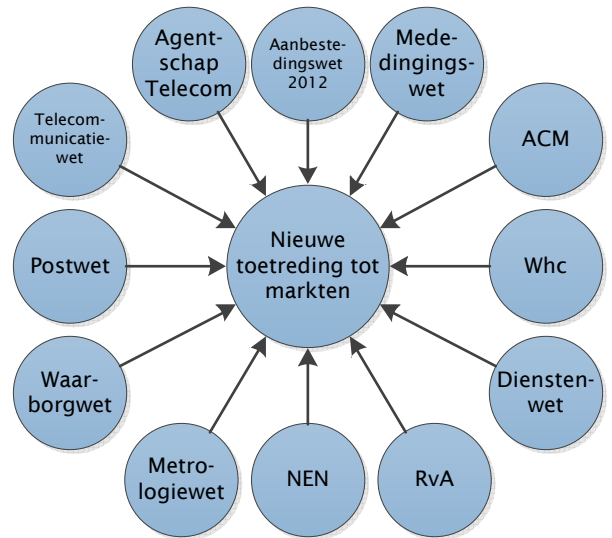 Agent-
schap
Telecom
Aanbeste-
dingswet
2012
Mede-
dingings-
wet
Telecom-
municatie-
wet
ACM
Postwet
Nieuwe
toetreding tot
markten
Whc
Waar-
borgwet
Diensten-
wet
Metro-
logiewet
NEN
RvA